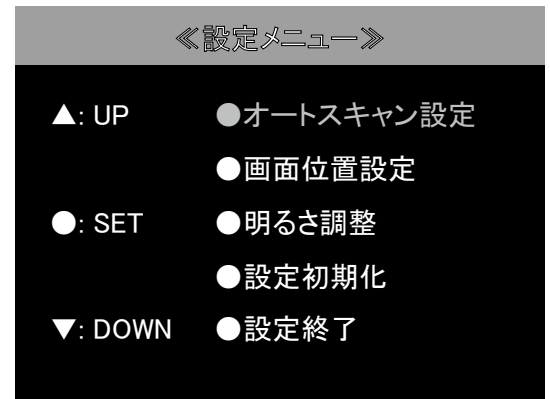 ≪設定メニュー≫
▲: UP ●オートスキャン設定
●画面位置設定
●: SET ●明るさ調整
●設定初期化
▼: DOWN ●設定終了